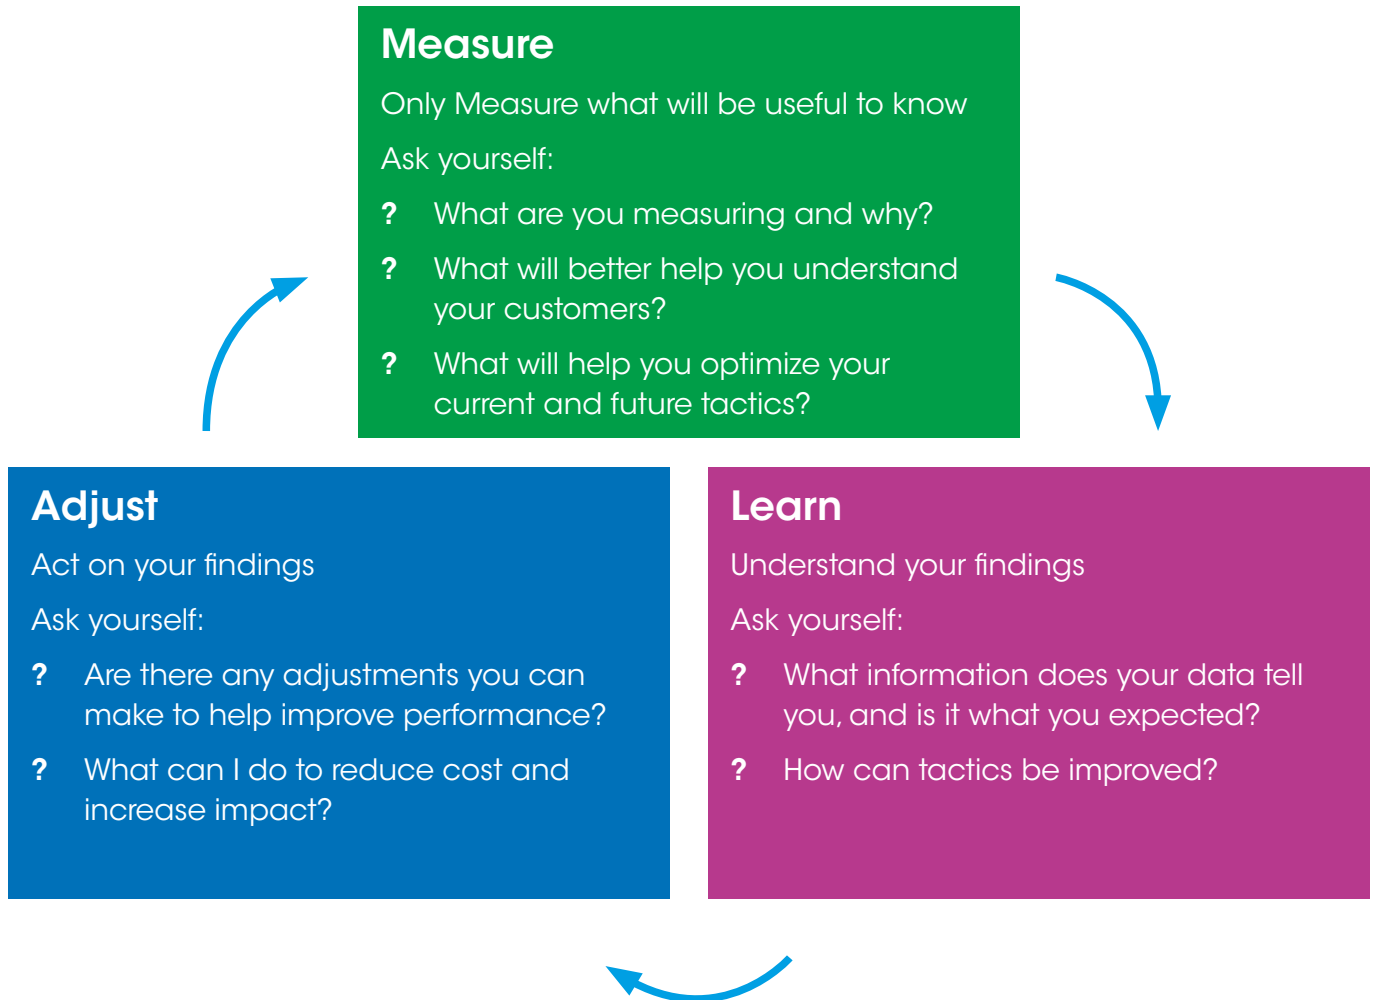 Measure
Only Measure what will be useful to know
Ask yourself:
? What are you measuring and why?
? What will better help you understand
your customers?
? What will help you optimize your
current and future tactics?
Adjust
Act on your findings
Ask yourself:
? Are there any adjustments you can
make to help improve performance?
? What can I do to reduce cost and
increase impact?
Learn
Understand your findings
Ask yourself:
? What information does your data tell
you, and is it what you expected?
? How can tactics be improved?